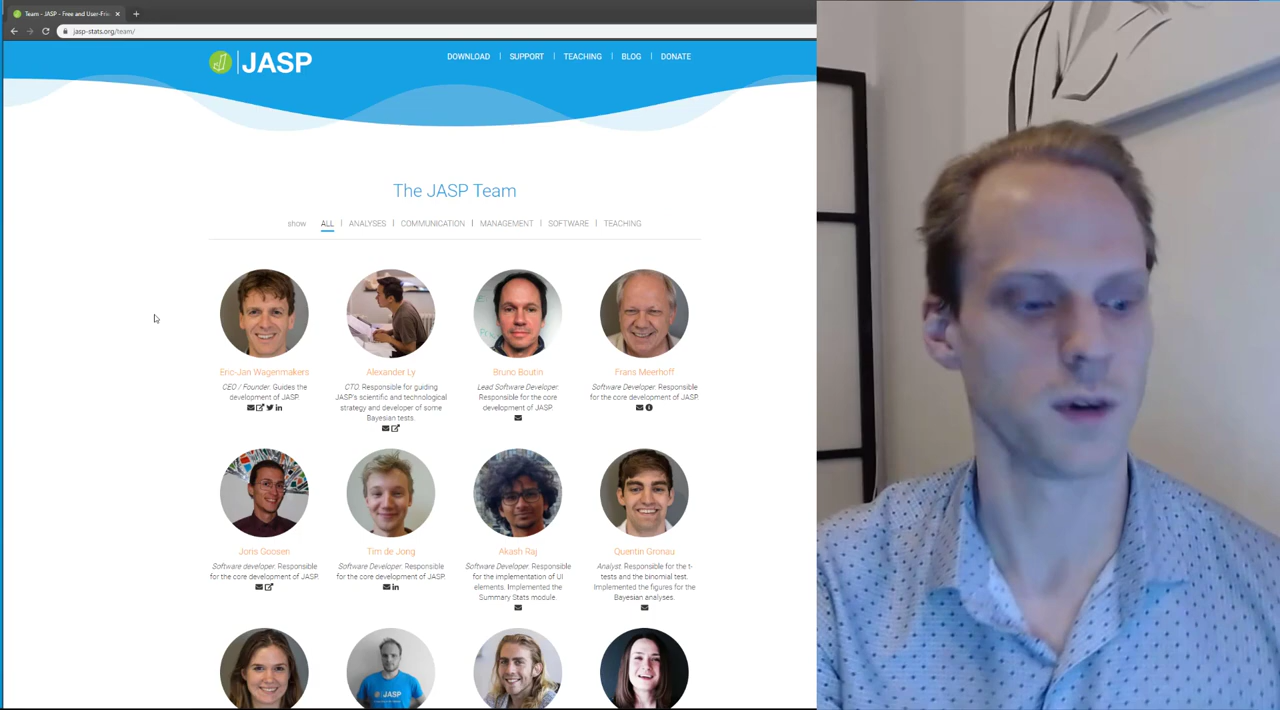 Team - JASP - Free and User-Frie
jasp-stats.org/team/
JASP
DOWNLOAD | SUPPORT | TEACHING | BLOG | DONATE
The JASP Team
show ALL | ANALYSES | COMMUNICATION | MANAGEMENT | SOFTWARE | TEACHING
Eric-Jan Wagenmakers
CEO / Founder. Guides the
development of JASP.
Alexander Ly
CTO. Responsible for guiding
JASP's scientific and technological
strategy and developer of some
Bayesian tests.
Bruno Boutin
Lead Software Developer.
Responsible for the core
development of JASP.
Frans Meerhoff
Software Developer. Responsible
for the core development of JASP.
Joris Goosen
Software developer. Responsible
for the core development of JASP.
Tim de Jong
Software Developer. Responsible
for the core development of JASP.
Akash Raj
Software Developer. Responsible
for the implementation of UI
elements. Implemented the
Summary Stats module.
Quentin Gronau
Analyst. Responsible for the t-
tests and the binomial test.
Implemented the figures for the
Bayesian analyses.
JASP